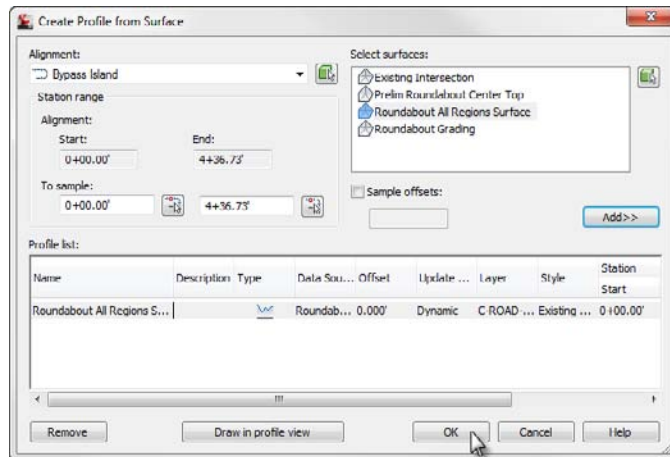 Create Profile from Surface
Alignment:
Bypass Island
Station range
Alignment:
Start:
End:
0+00.00'
4+36.73'
To sample:
0+00.00'
4+36.73'
Select surfaces:
Existing Intersection
Prelim Roundabout Center Top
Roundabout All Regions Surface
Roundabout Grading
Sample offsets:
Add>>
Profile list:
Name Description Type Data Sou... Offset Update ... Layer Style Station
Start
Roundabout All Regions S... Roundab... 0.000' Dynamic C-ROAD-... Existing ... 0+00.00'
Remove
Draw in profile view
OK
Cancel
Help